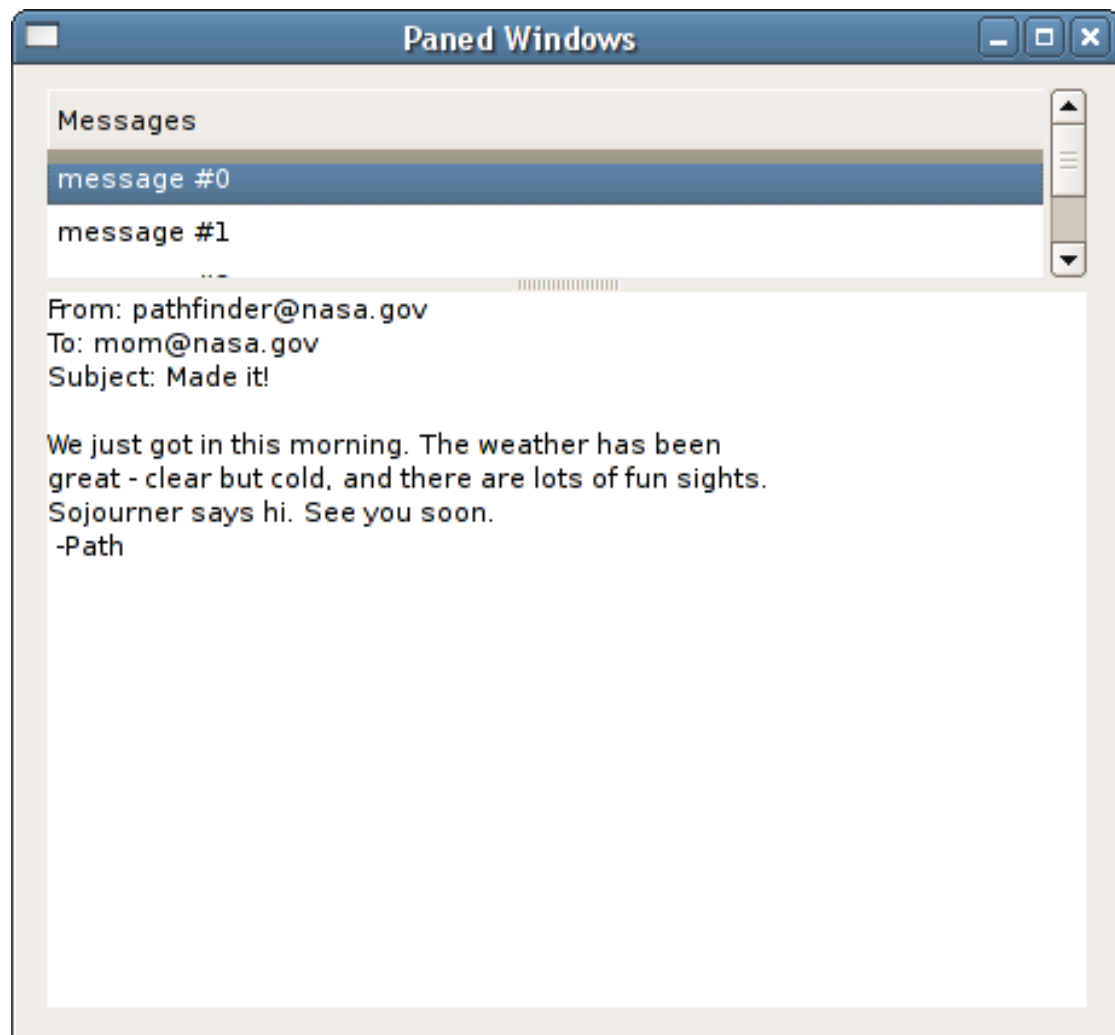 Paned Windows
Messages
message #0
message #1
From: pathfinder@nasa.gov
To: mom@nasa.gov
Subject: Made it!
We just got in this morning. The weather has been
great - clear but cold, and there are lots of fun sights.
Sojourner says hi. See you soon.
-Path